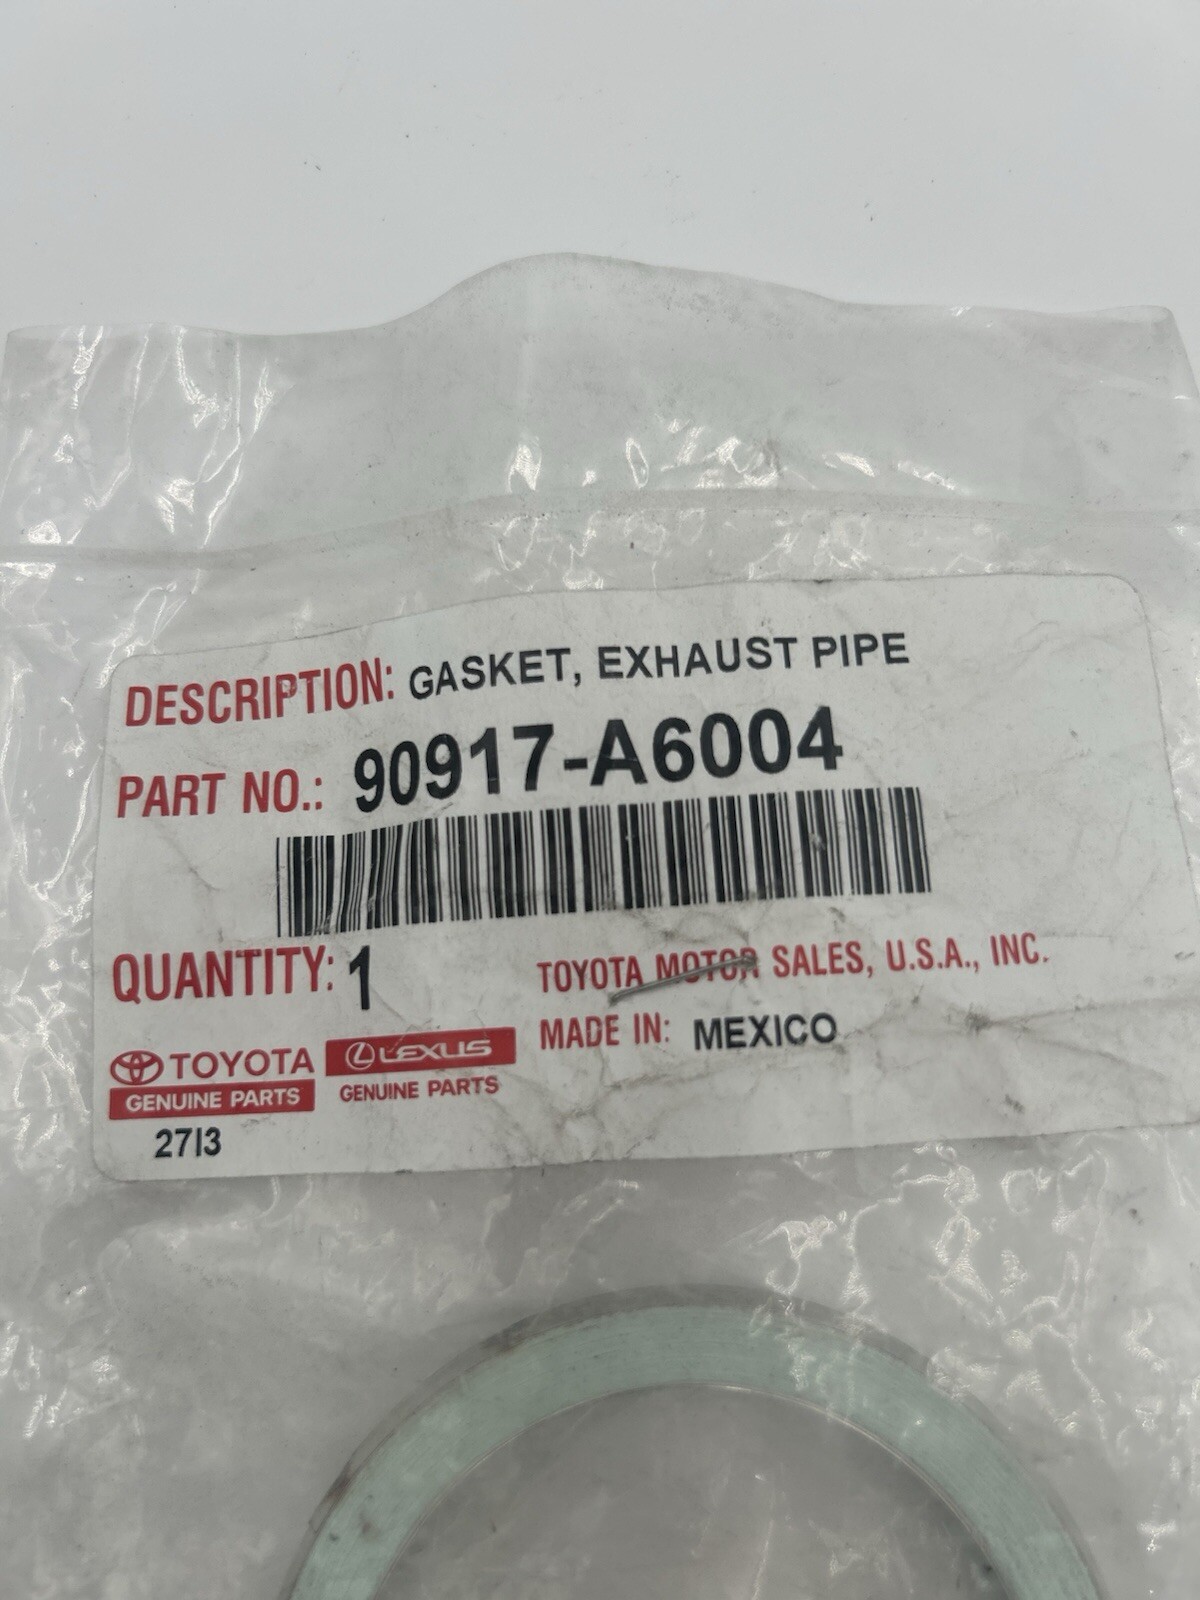 DESCRIPTION: GASKET, EXHAUST PIPE
PART NO.: 90917-A6004
QUANTITY: 1
TOYOTA MOTOR SALES, U.S.A., INC.
MADE IN: MEXICO
TOYOTA
GENUINE PARTS
LEXUS
GENUINE PARTS
27I3